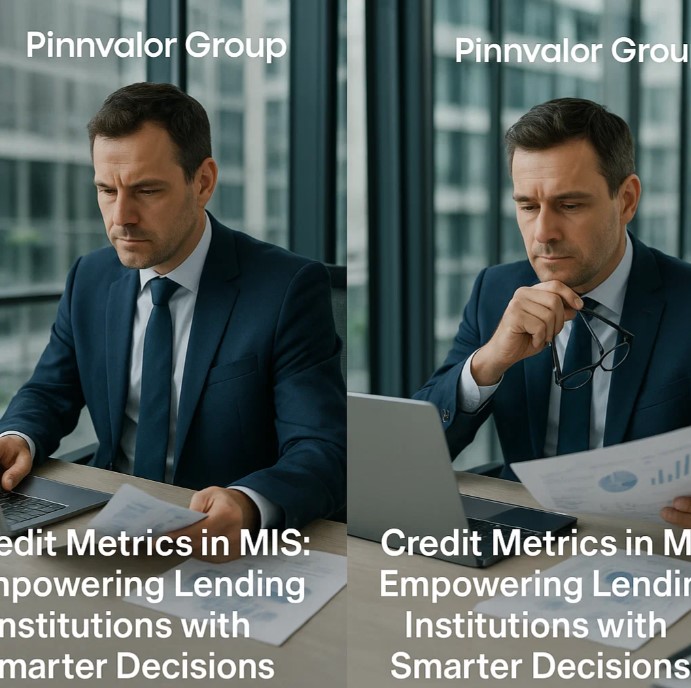 Pinnvalor Group
edit Metrics in MIS:
mpowering Lending
nstitutions with
marter Decisions
Pinnvalor Grou
Credit Metrics in M
Empowering Lendin
Institutions with
Smarter Decisions